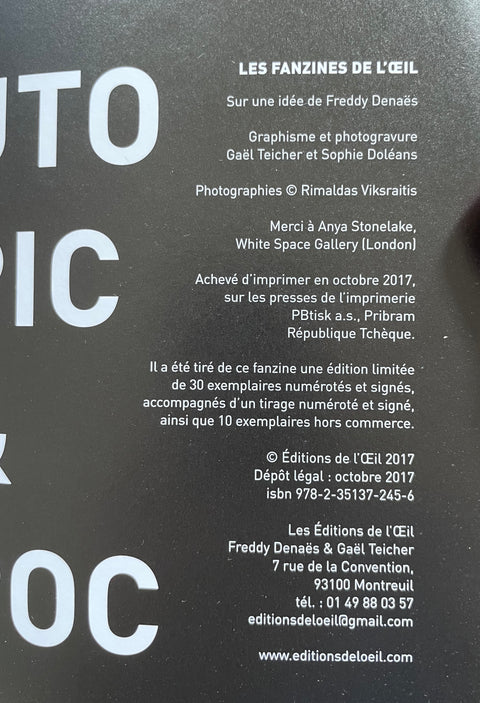 UTO
PIC
&
OC
LES FANZINES DE L'ŒIL
Sur une idée de Freddy Denaës
Graphisme et photogravure
Gaël Teicher et Sophie Doléans
Photographies © Rimaldas Viksraitis
Merci à Anya Stonelake,
White Space Gallery (London)
Achevé d'imprimer en octobre 2017,
sur les presses de l'imprimerie
PBtisk a.s., Pribram
République Tchèque.
Il a été tiré de ce fanzine une édition limitée
de 30 exemplaires numérotés et signés,
accompagnés d'un tirage numéroté et signé,
ainsi que 10 exemplaires hors commerce.
© Éditions de l'Œil 2017
Dépôt légal : octobre 2017
isbn 978-2-35137-245-6
Les Éditions de l'Œil
Freddy Denaës & Gaël Teicher
7 rue de la Convention,
93100 Montreuil
tél. : 01 49 88 03 57
editionsdeloeil@gmail.com
www.editionsdeloeil.com